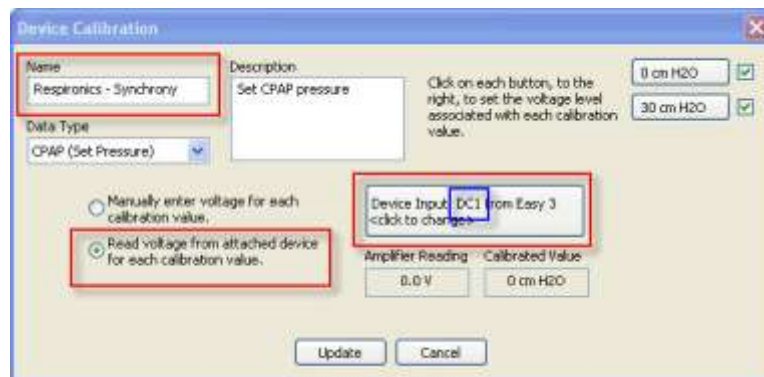 Device Calibration
Name
Respironics - Synchrony
Description
Set CPAP pressure
Click on each button, to the
right, to set the voltage level
associated with each calibration
value.
0 cm H2O
30 cm H2O
Data Type
CPAP (Set Pressure)
Manually enter voltage for each
calibration value.
Read voltage from attached device
for each calibration value.
Device Input: DC1 from Easy 3
<click to change>
Amplifier Reading
Calibrated Value
0.0 V
0 cm H2O
Update
Cancel